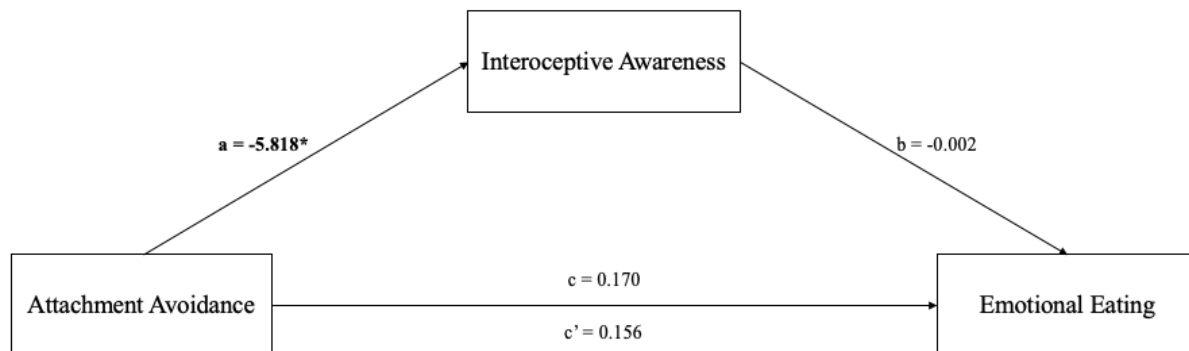 Interoceptive Awareness
a = -5.818*
b = -0.002
Attachment Avoidance
c = 0.170
c’ = 0.156
Emotional Eating